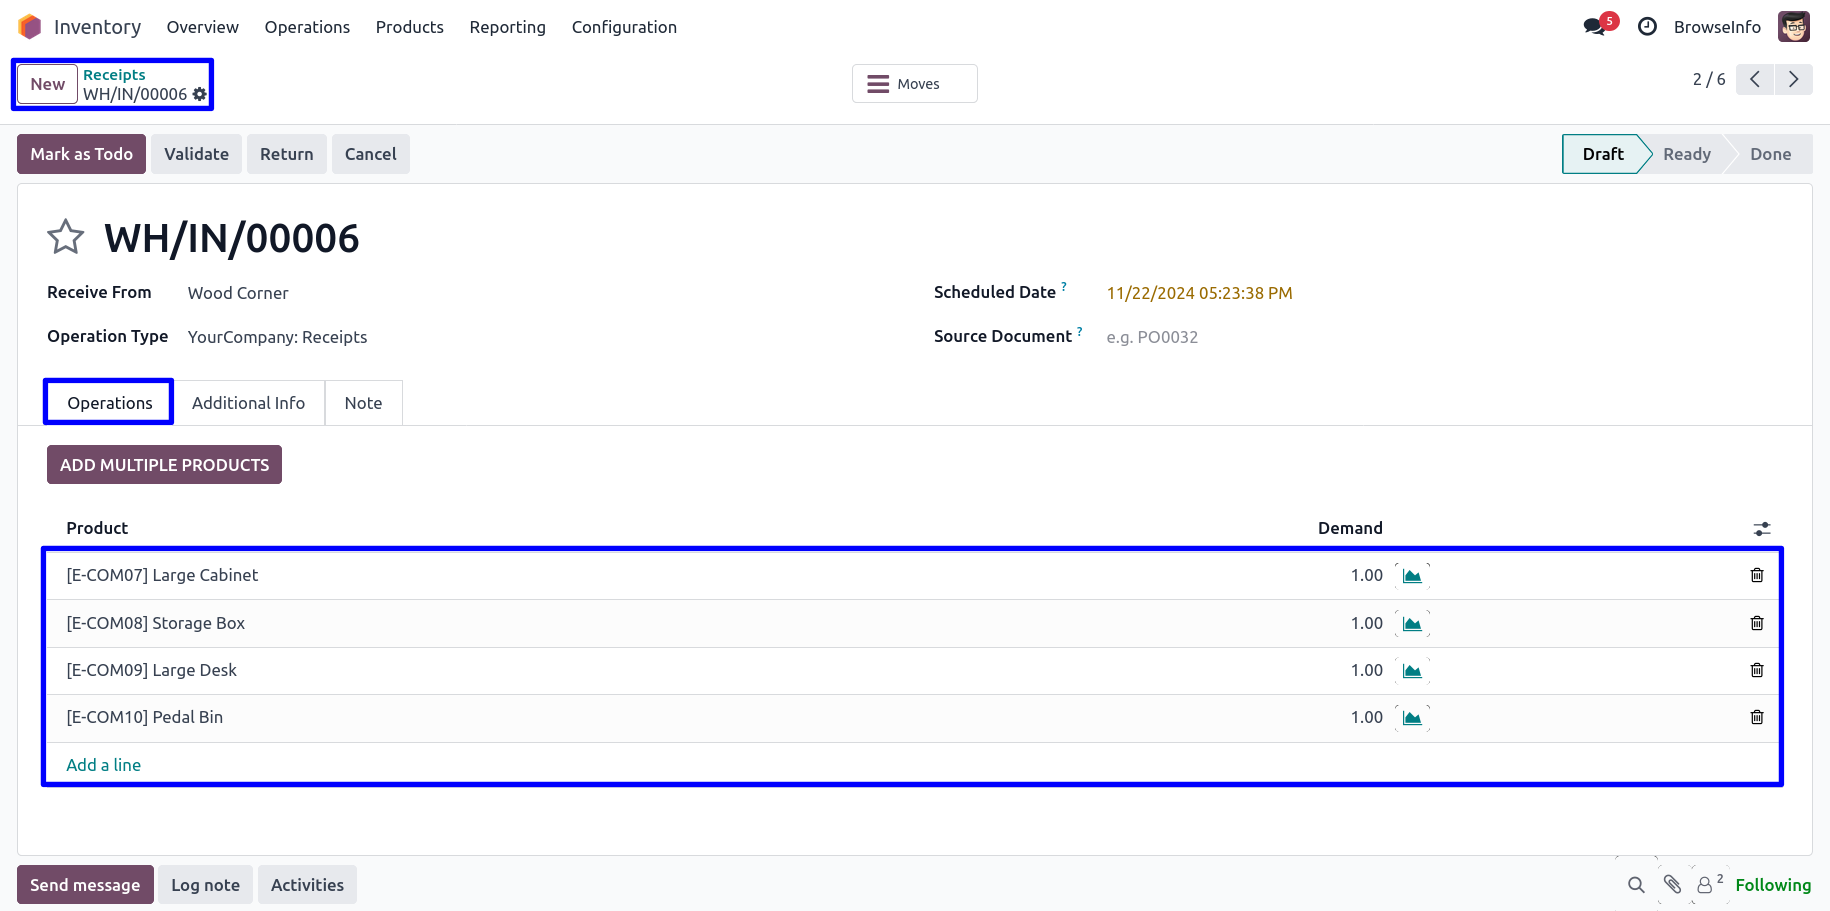 Inventory Overview Operations Products Reporting Configuration 5 BrowseInfo
New Receipts
WH/IN/00006
Moves
2 / 6
Mark as Todo Validate Return Cancel Draft Ready Done
WH/IN/00006
Receive From Wood Corner Scheduled Date ? 11/22/2024 05:23:38 PM
Operation Type YourCompany: Receipts Source Document ? e.g. PO0032
Operations Additional Info Note
ADD MULTIPLE PRODUCTS
Product Demand
[E-COM07] Large Cabinet 1.00
[E-COM08] Storage Box 1.00
[E-COM09] Large Desk 1.00
[E-COM10] Pedal Bin 1.00
Add a line
Send message Log note Activities 2 Following